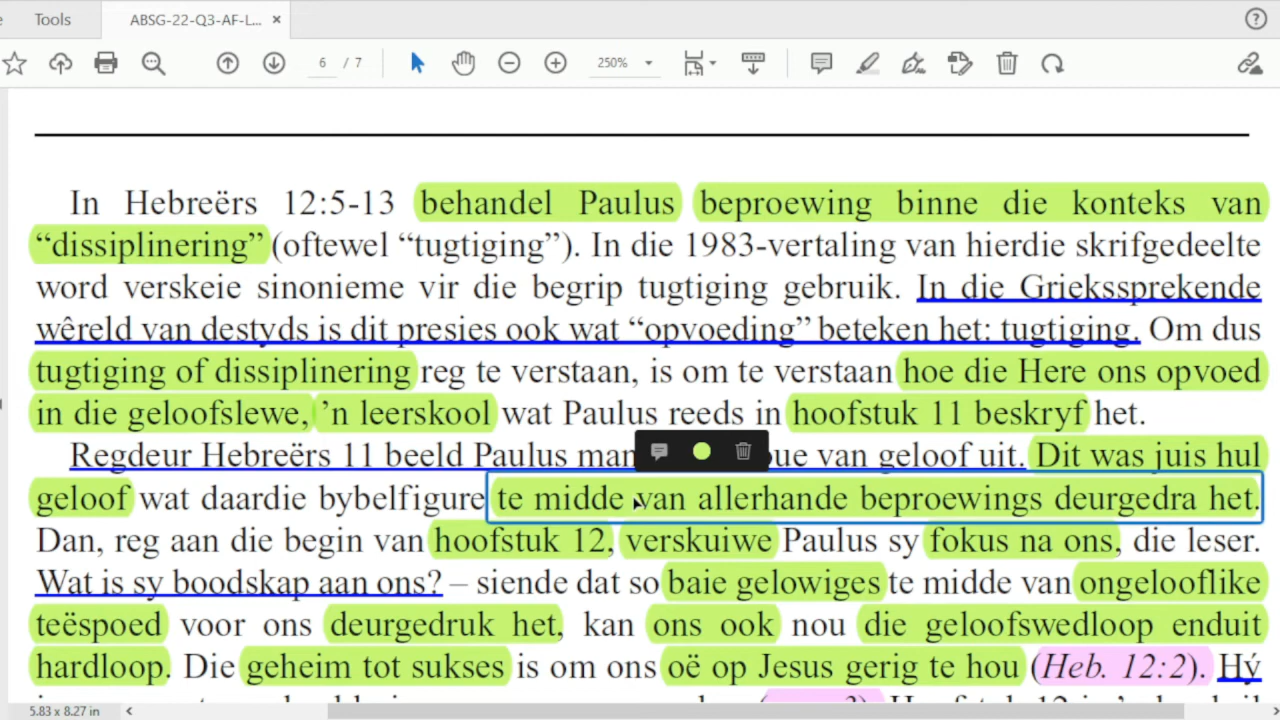 Tools
ABSG-22-Q3-AF-L... ×
6 / 7
250%
In Hebreërs 12:5-13 behandel Paulus beproewing binne die konteks van
“dissiplinering” (oftewel “tugtiging”). In die 1983-vertaling van hierdie skrifgedeelte
word verskeie sinonieme vir die begrip tugtiging gebruik. In die Griekssprekende
wêreld van destyds is dit presies ook wat “opvoeding” beteken het: tugtiging. Om dus
tugtiging of dissiplinering reg te verstaan, is om te verstaan hoe die Here ons opvoed
in die geloofslewe, ’n leerskool wat Paulus reeds in hoofstuk 11 beskryf het.
Regdeur Hebreërs 11 beeld Paulus van geloof uit. Dit was juis hul
geloof wat daardie bybelfigure te midde van allerhande beproewings deurgedra het.
Dan, reg aan die begin van hoofstuk 12, verskuiwe Paulus sy fokus na ons, die leser.
Wat is sy boodskap aan ons? – siende dat so baie gelowiges te midde van ongelooflike
teëspoed voor ons deurgedruk het, kan ons ook nou die geloofswedloop enduit
hardloop. Die geheim tot sukses is om ons oë op Jesus gerig te hou (Heb. 12:2). Hý
5.83 x 8.27 in